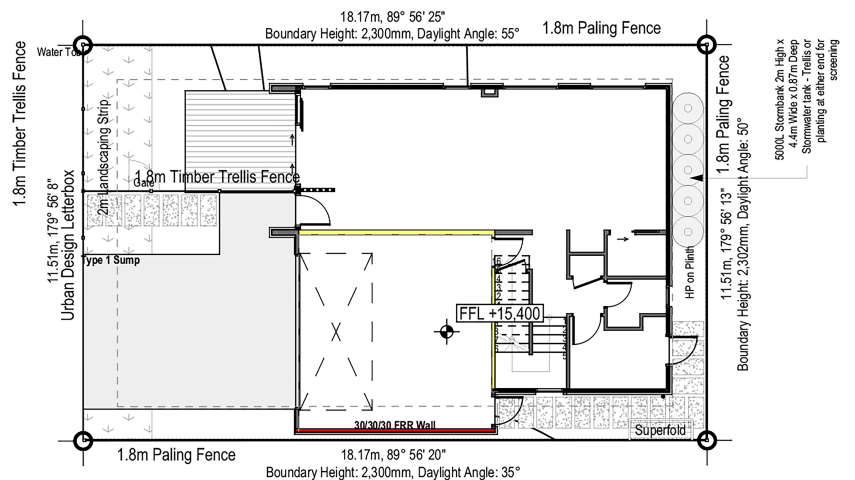 18.17m, 89° 56' 25"
Boundary Height: 2,300mm, Daylight Angle: 55°
1.8m Paling Fence
1.8m Timber Trellis Fence
11.51m, 179° 56' 8"
Urban Design Letterbox
2m Landscaping Strip
1.8m Timber Trellis Fence
Gate
Type 1 Sump
FFL +15,400
30/30/30 FRR Wall
Superfold
HP on Plinth
1.8m Paling Fence
11.51m, 179° 56' 13"
Boundary Height: 2,302mm, Daylight Angle: 50°
5000L Stormbank 2m High x
4.4m Wide x 0.87m Deep
Stormwater tank - Trellis or
planting at either end for
screening
1.8m Paling Fence
18.17m, 89° 56' 20"
Boundary Height: 2,300mm, Daylight Angle: 35°